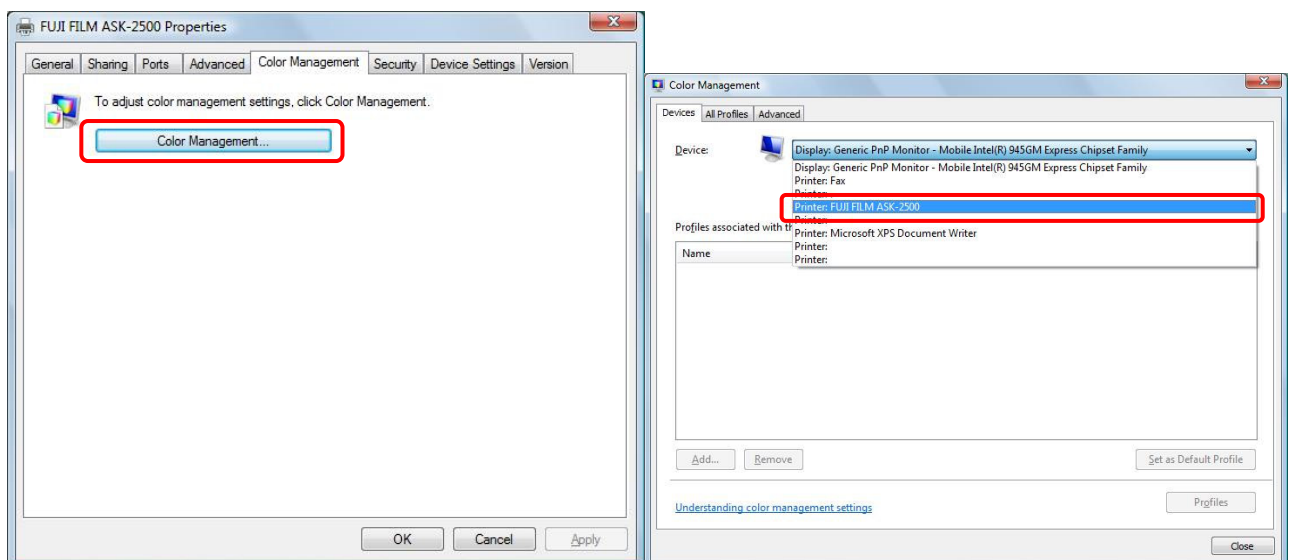 FUJI FILM ASK-2500 Properties
General Sharing Ports Advanced Color Management Security Device Settings Version
To adjust color management settings, click Color Management.
Color Management...
OK Cancel Apply
Color Management
Devices All Profiles Advanced
Device: Display: Generic PnP Monitor - Mobile Intel(R) 945GM Express Chipset Family
Display: Generic PnP Monitor - Mobile Intel(R) 945GM Express Chipset Family
Printer: Fax
Printer:
Printer: FUJI FILM ASK-2500
Printer:
Profiles associated with th
Printer: Microsoft XPS Document Writer
Name
Printer:
Printer:
Add... Remove Set as Default Profile
Understanding color management settings Profiles
Close